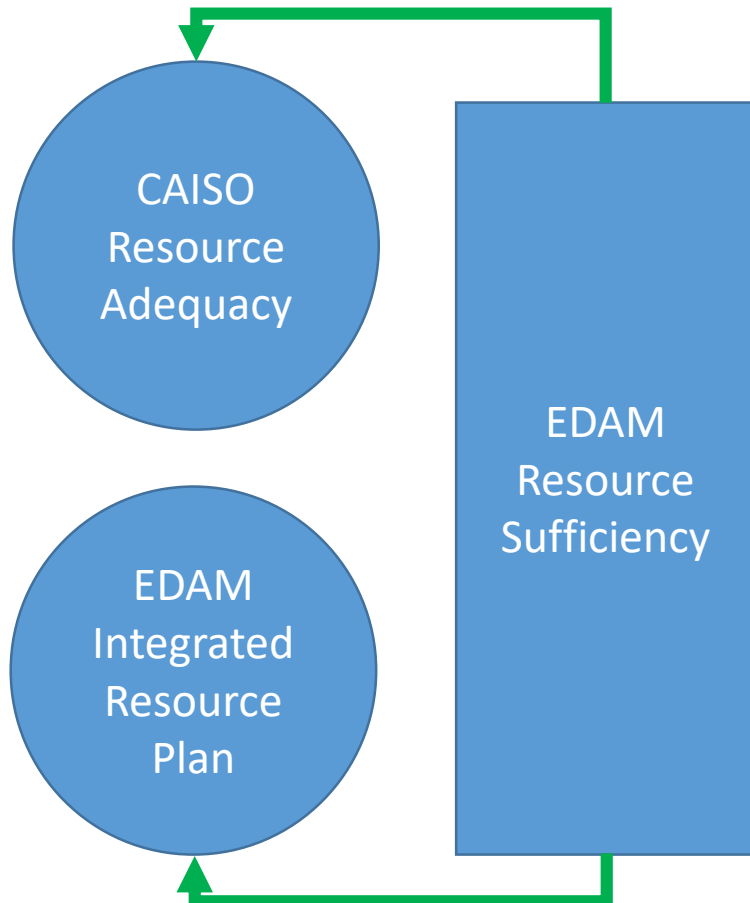 CAISO
Resource
Adequacy
EDAM
Integrated
Resource
Plan
EDAM
Resource
Sufficiency